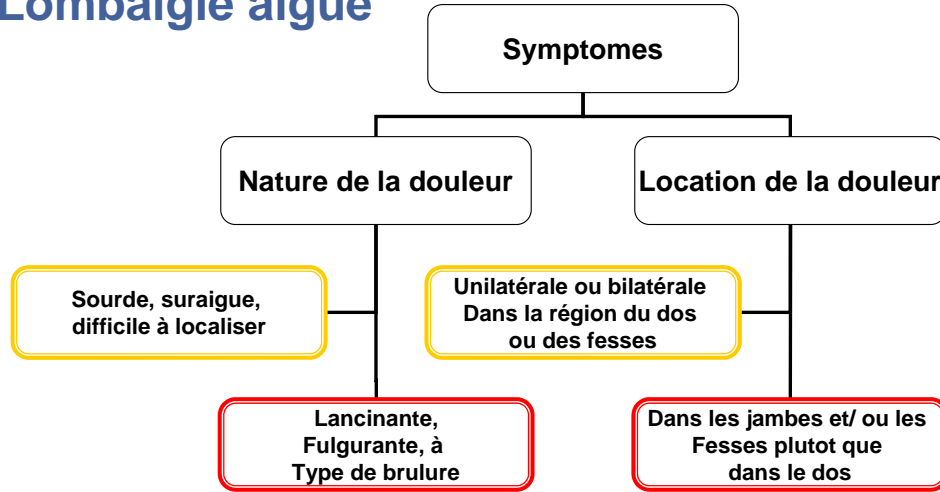 Lombalgie aigue
Symptomes
Nature de la douleur
Location de la douleur
Sourde, suraigue,
difficile à localiser
Unilatérale ou bilatérale
Dans la région du dos
ou des fesses
Lancinante,
Fulgurante, à
Type de brulure
Dans les jambes et/ ou les
Fesses plutot que
dans le dos